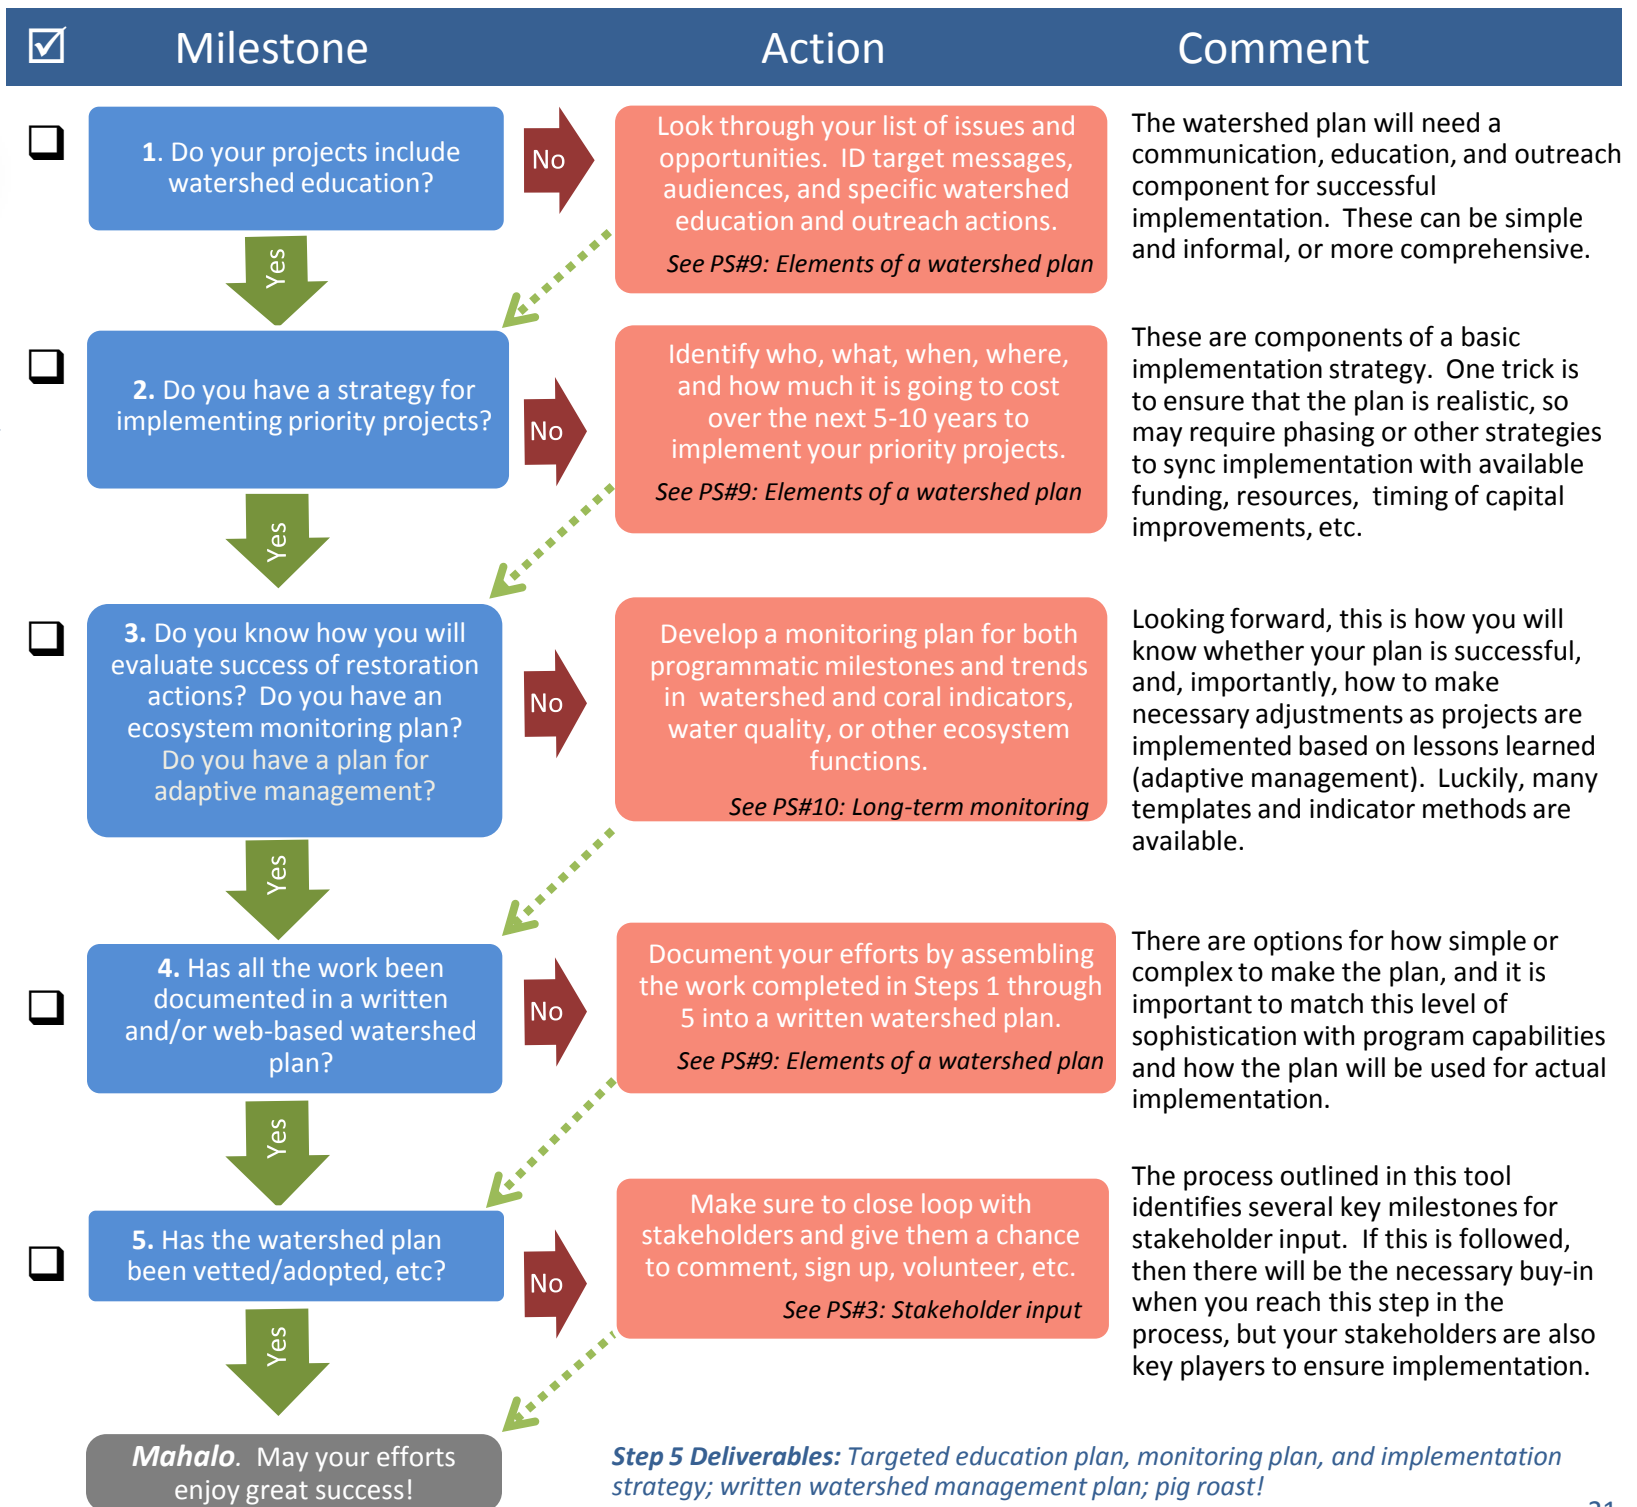 Milestone
Action
Comment
1. Do your projects include
watershed education?
No
Look through your list of issues and
opportunities.  ID target messages,
audiences, and specific watershed
education and outreach actions.
See PS#9: Elements of a watershed plan
The watershed plan will need a
communication, education, and outreach
component for successful
implementation.  These can be simple
and informal, or more comprehensive.
Yes
2. Do you have a strategy for
implementing priority projects?
No
Identify who, what, when, where,
and how much it is going to cost
over the next 5-10 years to
implement your priority projects.
See PS#9: Elements of a watershed plan
These are components of a basic
implementation strategy.  One trick is
to ensure that the plan is realistic, so
may require phasing or other strategies
to sync implementation with available
funding, resources,  timing of capital
improvements, etc.
Yes
3. Do you know how you will
evaluate success of restoration
actions?  Do you have an
ecosystem monitoring plan?
Do you have a plan for
adaptive management?
No
Develop a monitoring plan for both
programmatic milestones and trends
in  watershed and coral indicators,
water quality, or other ecosystem
functions.
See PS#10: Long-term monitoring
Looking forward, this is how you will
know whether your plan is successful,
and, importantly, how to make
necessary adjustments as projects are
implemented based on lessons learned
(adaptive management).  Luckily, many
templates and indicator methods are
available.
Yes
4. Has all the work been
documented in a written
and/or web-based watershed
plan?
No
Document your efforts by assembling
the work completed in Steps 1 through
5 into a written watershed plan.
See PS#9: Elements of a watershed plan
There are options for how simple or
complex to make the plan, and it is
important to match this level of
sophistication with program capabilities
and how the plan will be used for actual
implementation.
Yes
5. Has the watershed plan
been vetted/adopted, etc?
No
Make sure to close loop with
stakeholders and give them a chance
to comment, sign up, volunteer, etc.
See PS#3: Stakeholder input
The process outlined in this tool
identifies several key milestones for
stakeholder input.  If this is followed,
then there will be the necessary buy-in
when you reach this step in the
process, but your stakeholders are also
key players to ensure implementation.
Yes
Mahalo.  May your efforts
enjoy great success!
Step 5 Deliverables: Targeted education plan, monitoring plan, and implementation
strategy; written watershed management plan; pig roast!